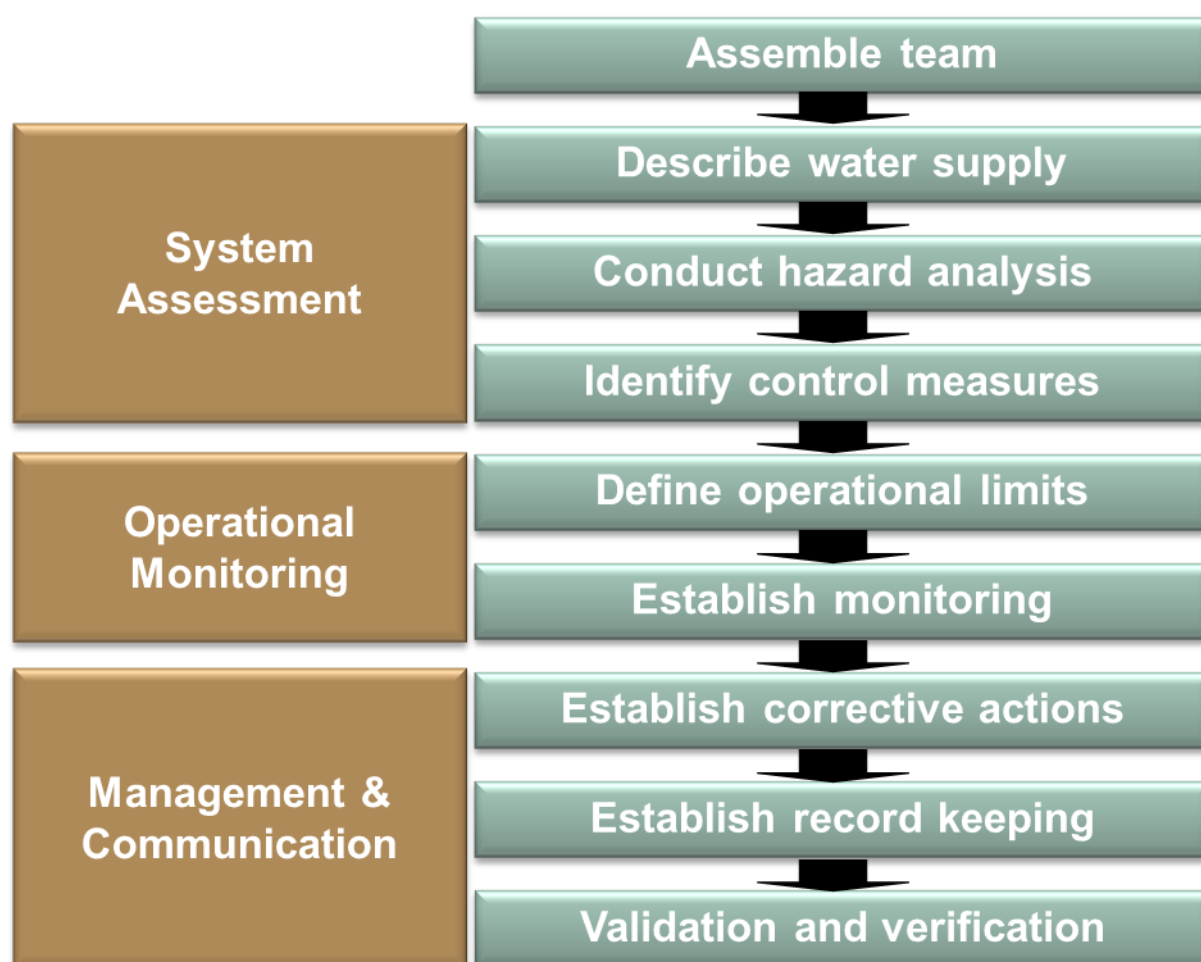 Assemble team
System
Assessment
Describe water supply
Conduct hazard analysis
Identify control measures
Operational
Monitoring
Define operational limits
Establish monitoring
Management &
Communication
Establish corrective actions
Establish record keeping
Validation and verification